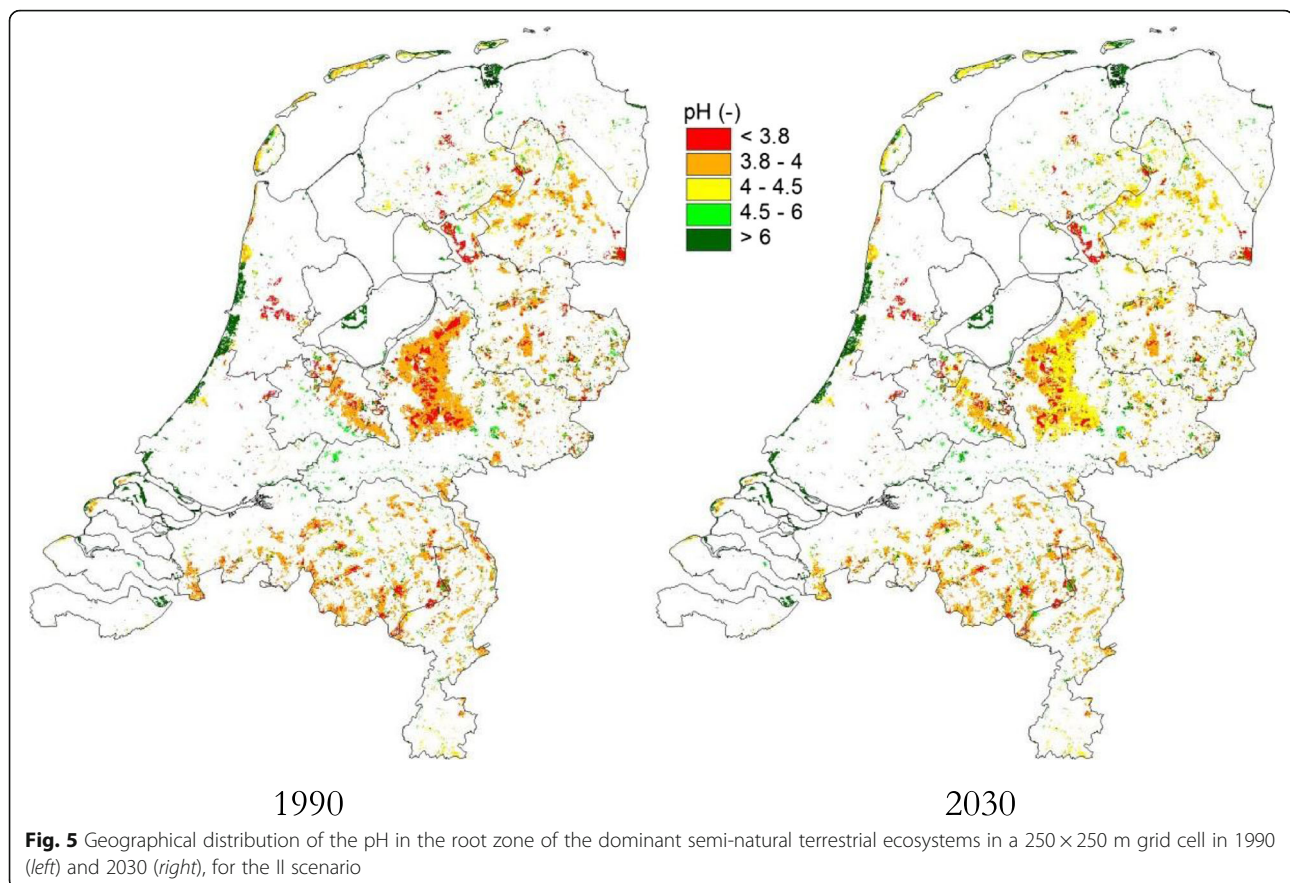 pH (-)
< 3.8
3.8 - 4
4 - 4.5
4.5 - 6
> 6
1990
2030
Fig. 5 Geographical distribution of the pH in the root zone of the dominant semi-natural terrestrial ecosystems in a 250 × 250 m grid cell in 1990
(left) and 2030 (right), for the II scenario